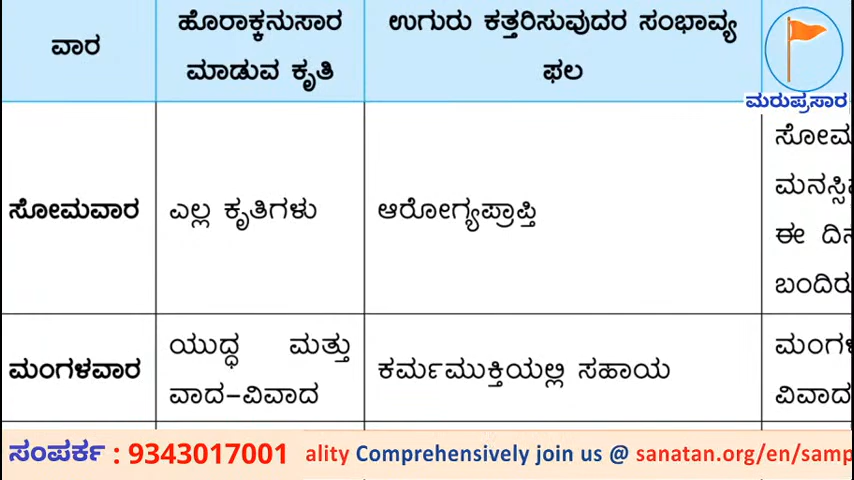 ವಾರ
ಹೊರಾಕ್ಕನುಸಾರ
ಮಾಡುವ ಕೃತಿ
ಉಗುರು ಕತ್ತರಿಸುವುದರ ಸಂಭಾವ್ಯ
ಫಲ
ಮರುಪ್ರಸಾರ
ಸೋಮವಾರ
ಎಲ್ಲ ಕೃತಿಗಳು
ಆರೋಗ್ಯಪ್ರಾಪ್ತಿ
ಈ
ಮಂಗಳವಾರ
ಯುದ್ಧ ಮತ್ತು
ವಾದ-ವಿವಾದ
ಕರ್ಮಮುಕ್ತಿಯಲ್ಲಿ ಸಹಾಯ
ವಿವಾದ
ಸಂಪರ್ಕ : 9343017001
ality Comprehensively join us @ sanatan.org/en/samp